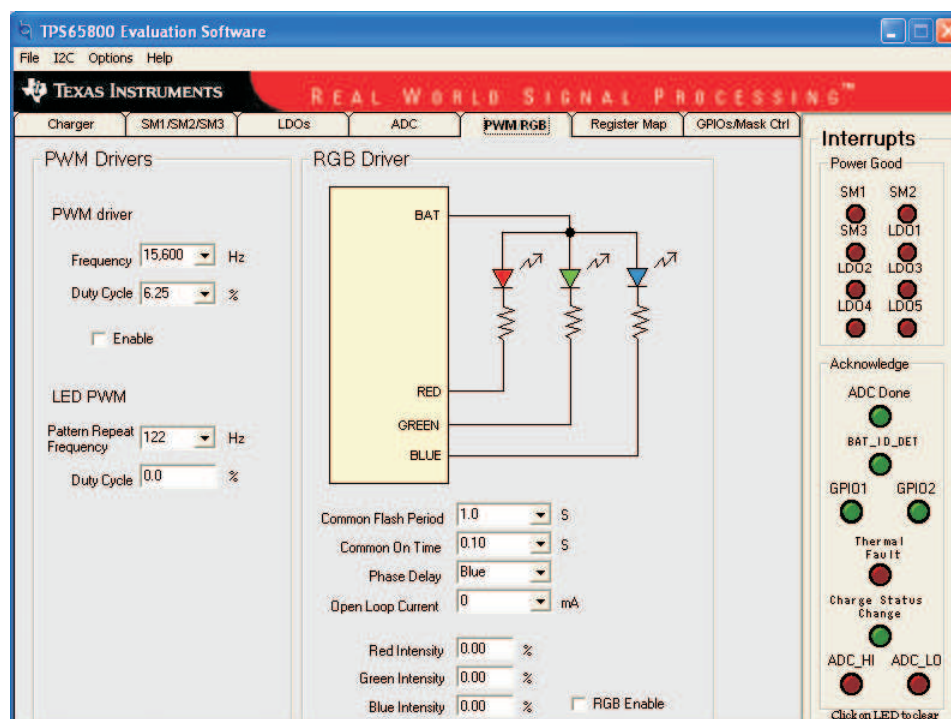 TPS65800 Evaluation Software
File I2C Options Help
TEXAS INSTRUMENTS
REAL WORLD SIGNAL PROCESSING™
Charger SM1/SM2/SM3 LDOs ADC PWM/RGB Register Map GPIOs/Mask Ctrl
PWM Drivers
PWM driver
Frequency 15,600 Hz
Duty Cycle 6.25 %
Enable
LED PWM
Pattern Repeat
Frequency 122 Hz
Duty Cycle 0.0 %
RGB Driver
BAT
RED
GREEN
BLUE
Common Flash Period 1.0 S
Common On Time 0.10 S
Phase Delay Blue
Open Loop Current 0 mA
Red Intensity 0.00 %
Green Intensity 0.00 %
Blue Intensity 0.00 %
RGB Enable
Interrupts
Power Good
SM1 SM2
SM3 LDO1
LDO2 LDO3
LDO4 LDO5
Acknowledge
ADC Done
BAT_ID_DET
GPIO1 GPIO2
Thermal
Fault
Charge Status
Change
ADC_HI ADC_LO
Click on LED to clear